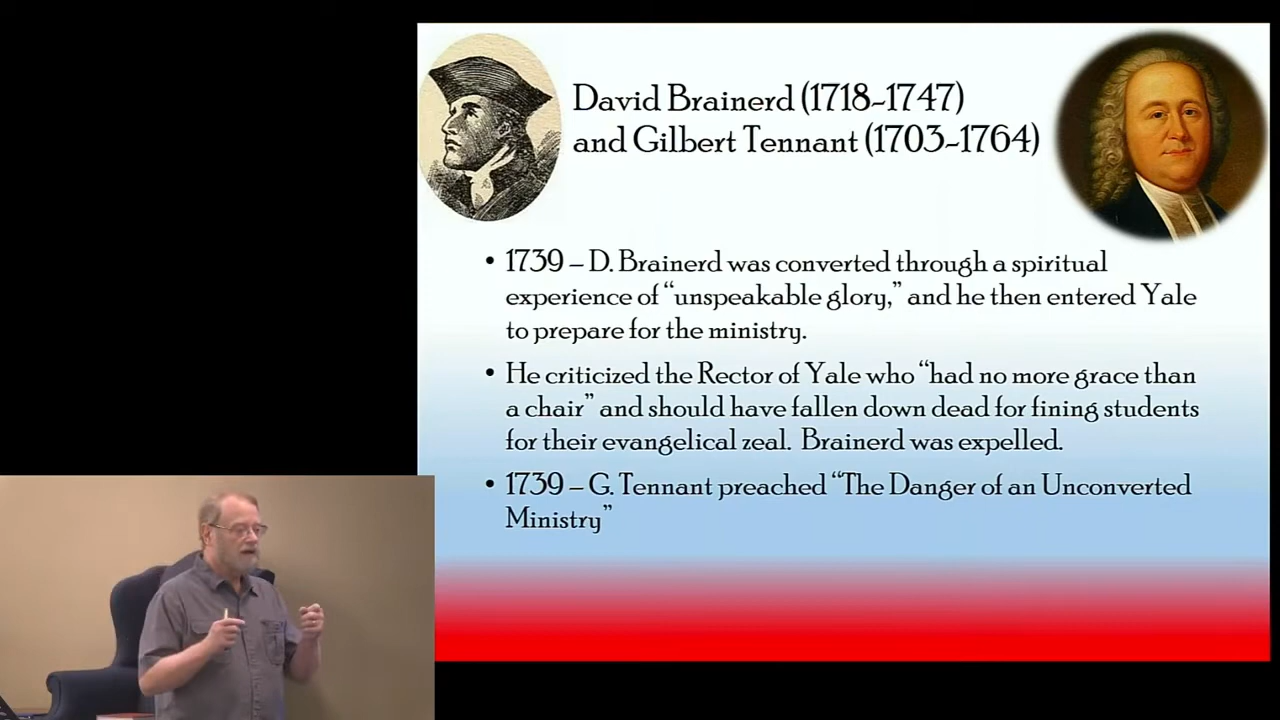 David Brainerd (1718-1747)
and Gilbert Tennant (1703-1764)
• 1739 – D. Brainerd was converted through a spiritual
experience of “unspeakable glory,” and he then entered Yale
to prepare for the ministry.
• He criticized the Rector of Yale who “had no more grace than
a chair” and should have fallen down dead for fining students
for their evangelical zeal. Brainerd was expelled.
• 1739 – G. Tennant preached “The Danger of an Unconverted
Ministry”